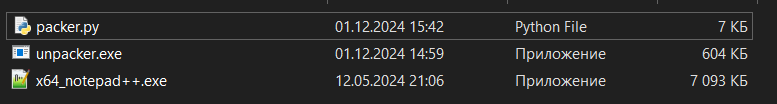 packer.py 01.12.2024 15:42 Python File 7 КБ
unpacker.exe 01.12.2024 14:59 Приложение 604 КБ
x64_notepad++.exe 12.05.2024 21:06 Приложение 7 093 КБ